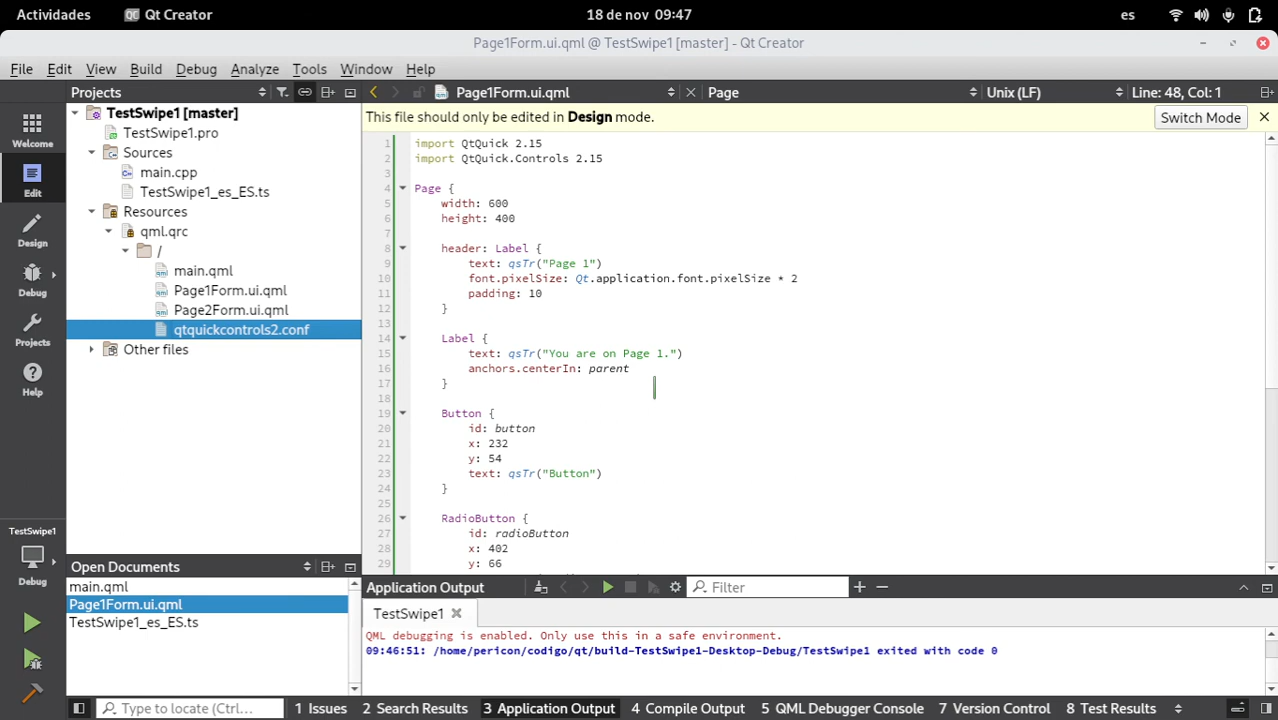 Actividades
Qt Creator
18 de nov 09:47
es
Page1Form.ui.qml @ TestSwipe1 [master] - Qt Creator
File Edit View Build Debug Analyze Tools Window Help
Projects
Page1Form.ui.qml
Page
Unix (LF)
Line: 48, Col: 1
Welcome
Edit
Design
Debug
Projects
Help
TestSwipe1
Debug
TestSwipe1 [master]
TestSwipe1.pro
Sources
main.cpp
TestSwipe1_es_ES.ts
Resources
qml.qrc
/
main.qml
Page1Form.ui.qml
Page2Form.ui.qml
qtquickcontrols2.conf
Other files
Open Documents
main.qml
Page1Form.ui.qml
TestSwipe1_es_ES.ts
This file should only be edited in Design mode.
Switch Mode
1 import QtQuick 2.15
2 import QtQuick.Controls 2.15
3
4 Page {
5 width: 600
6 height: 400
7
8 header: Label {
9 text: qsTr("Page 1")
10 font.pixelSize: Qt.application.font.pixelSize * 2
11 padding: 10
12 }
13
14 Label {
15 text: qsTr("You are on Page 1.")
16 anchors.centerIn: parent
17 }
18
19 Button {
20 id: button
21 x: 232
22 y: 54
23 text: qsTr("Button")
24 }
25
26 RadioButton {
27 id: radioButton
28 x: 402
29 y: 66
Application Output
Filter
TestSwipe1
QML debugging is enabled. Only use this in a safe environment.
09:46:51: /home/pericon/codigo/qt/build-TestSwipe1-Desktop-Debug/TestSwipe1 exited with code 0
Type to locate (Ctrl...
1 Issues
2 Search Results
3 Application Output
4 Compile Output
5 QML Debugger Console
7 Version Control
8 Test Results